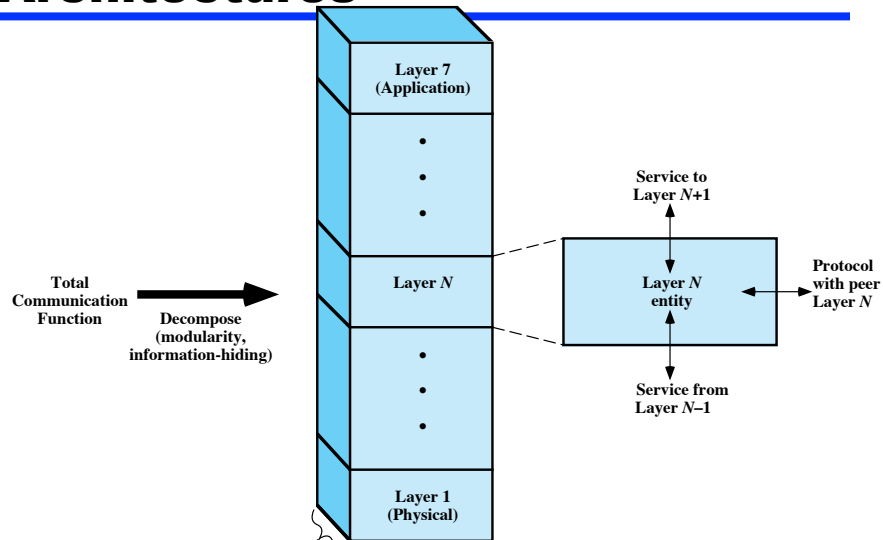 Architectures
Layer 7
(Application)
•
•
•
Total
Communication
Function
Decompose
(modularity,
information-hiding)
Layer N
•
•
•
Layer 1
(Physical)
Service to
Layer N+1
Layer N
entity
Protocol
with peer
Layer N
Service from
Layer N–1